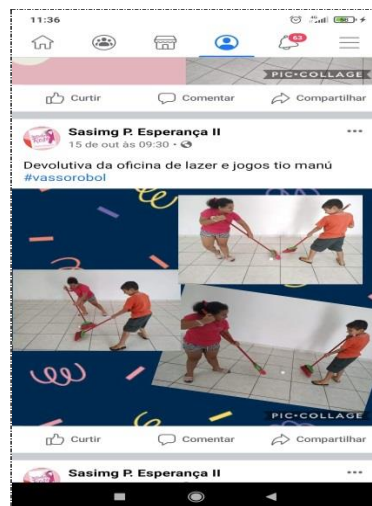 11:36
63
PIC•COLLAGE
Curtir Comentar Compartilhar
Sasimg P. Esperança II
15 de out às 09:30 •
Devolutiva da oficina de lazer e jogos tio manú
#vassorobol
PIC•COLLAGE
Curtir Comentar Compartilhar
Sasimg P. Esperança II